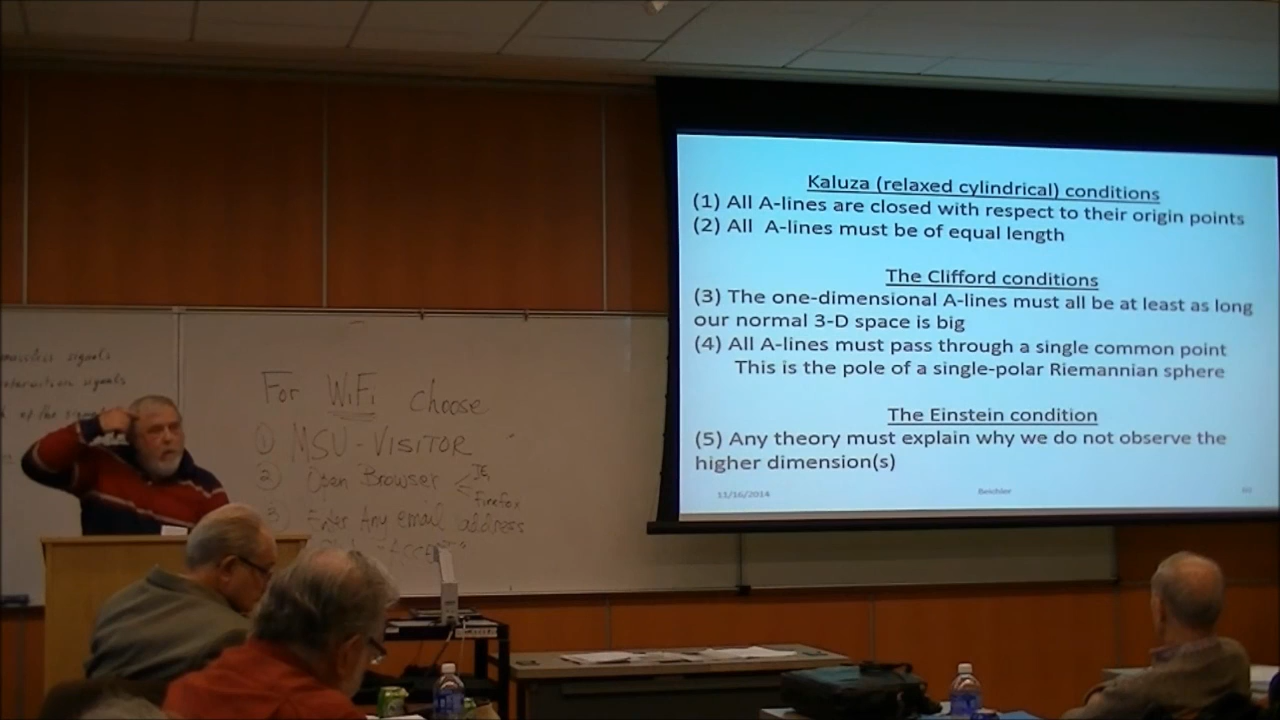 Kaluza (relaxed cylindrical) conditions
(1) All A-lines are closed with respect to their origin points
(2) All A-lines must be of equal length
The Clifford conditions
(3) The one-dimensional A-lines must all be at least as long
our normal 3-D space is big
(4) All A-lines must pass through a single common point
This is the pole of a single-polar Riemannian sphere
The Einstein condition
(5) Any theory must explain why we do not observe the
higher dimension(s)
11/16/2014
Beichler
massless signals
signals
For WiFi choose
① MSU-VISITOR
② Open Browser < IE
Firefox
③ Enter Any email address